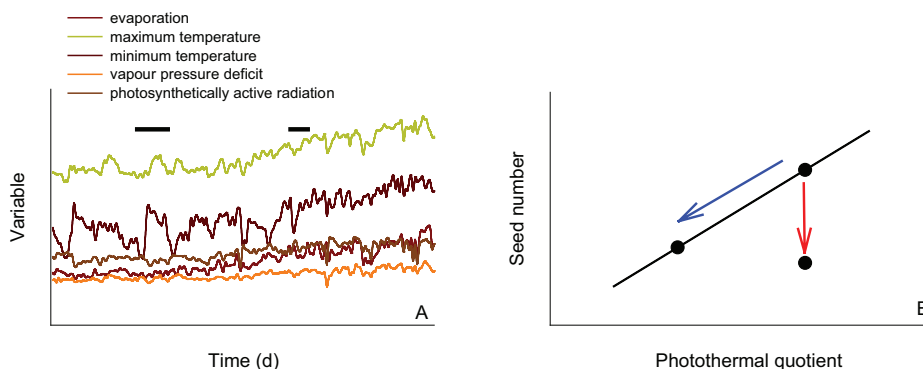 evaporation
maximum temperature
minimum temperature
vapour pressure deficit
photosynthetically active radiation
Variable
A
Time (d)
Seed number
Photothermal quotient